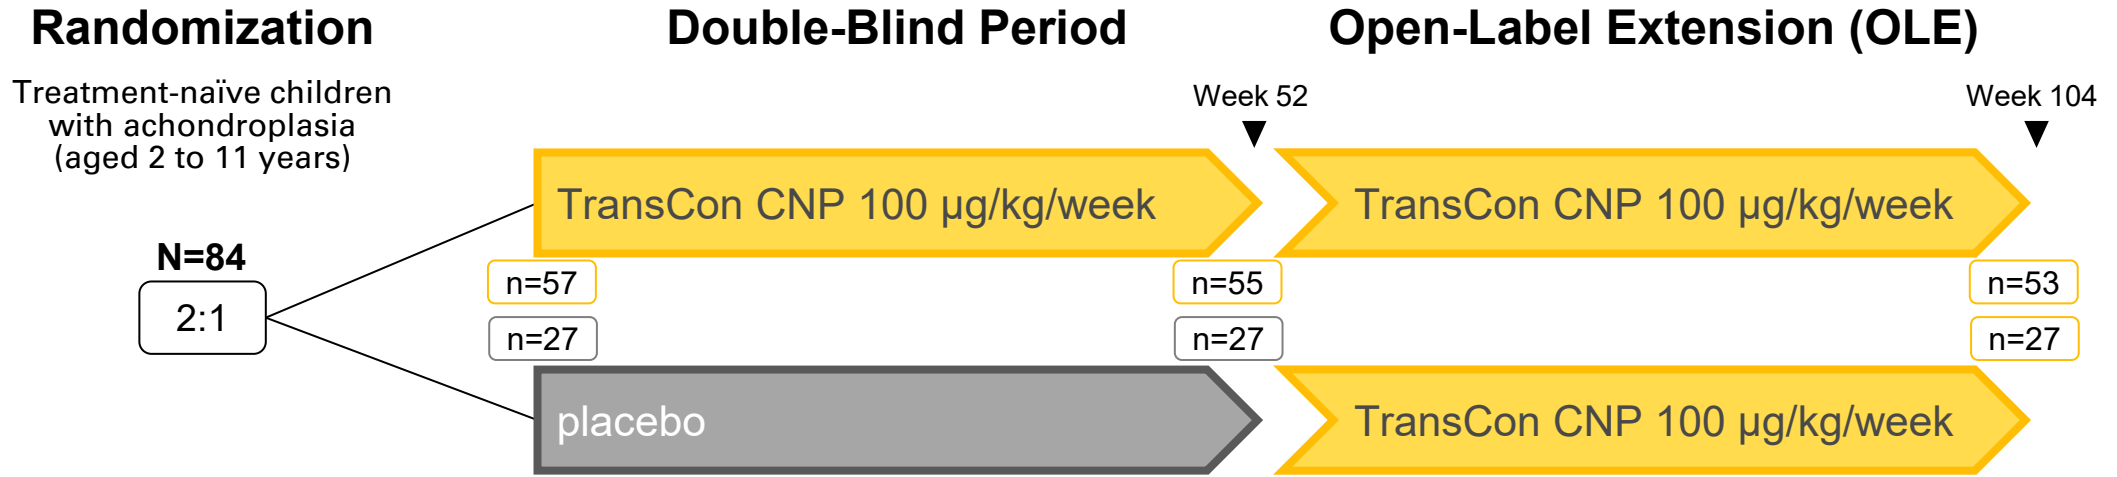 Randomization
Double-Blind Period
Open-Label Extension (OLE)
Treatment-naïve children
with achondroplasia
(aged 2 to 11 years)
Week 52
Week 104
TransCon CNP 100 µg/kg/week
TransCon CNP 100 µg/kg/week
N=84
2:1
n=57
n=55
n=53
n=27
n=27
n=27
placebo
TransCon CNP 100 µg/kg/week